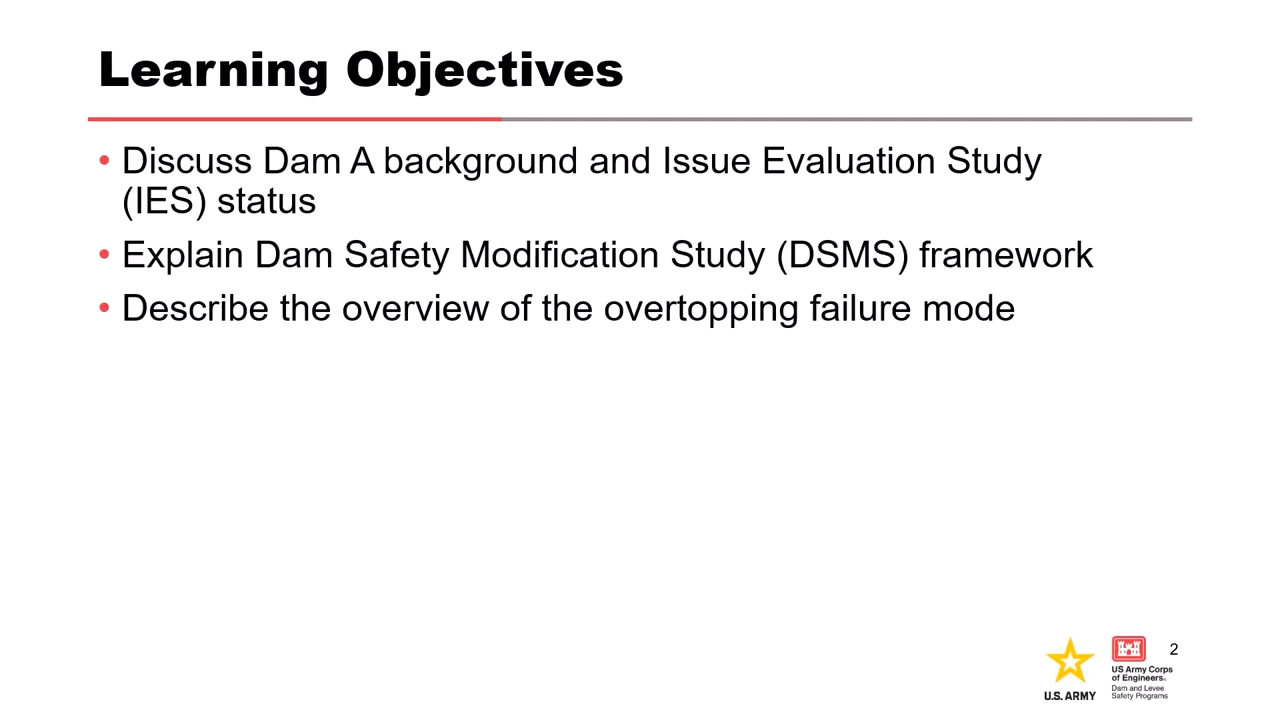 Learning Objectives
• Discuss Dam A background and Issue Evaluation Study
(IES) status
• Explain Dam Safety Modification Study (DSMS) framework
• Describe the overview of the overtopping failure mode
2
U.S. ARMY
US Army Corps
of Engineers®
Dam and Levee
Safety Programs